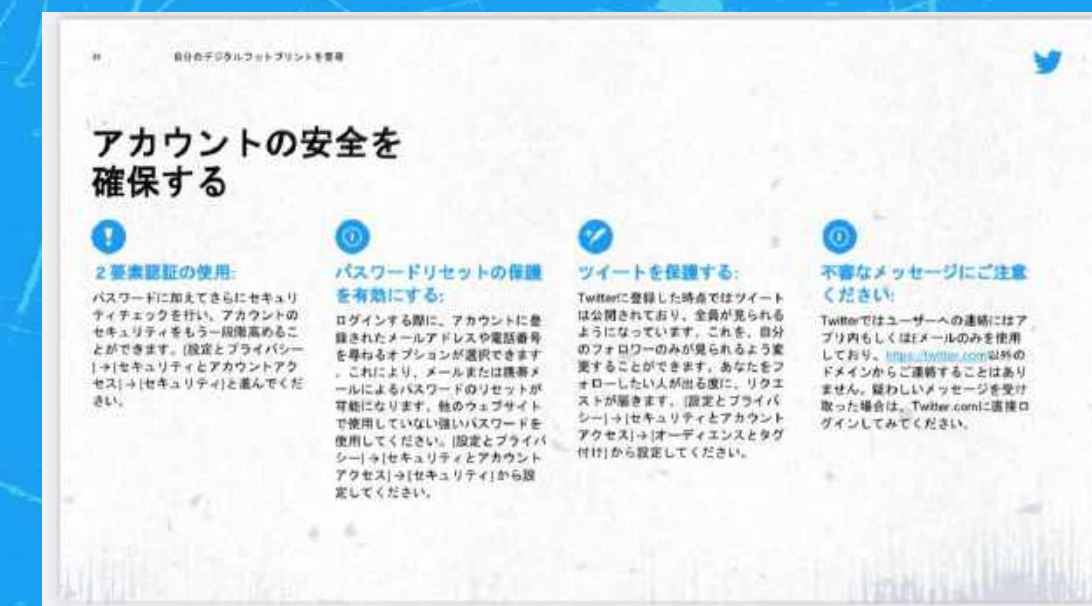 自分のデジタルフットプリントを管理
アカウントの安全を
確保する
2要素認証の使用:
パスワードに加えてさらにセキュリ
ティチェックを行い、アカウントの
セキュリティをもう一段階高めるこ
とができます。[設定とプライバシー
]→[セキュリティとアカウントアク
セス]→[セキュリティ]と進んでくだ
さい。
パスワードリセットの保護
を有効にする:
ログインする際に、アカウントに登
録されたメールアドレスや電話番号
を尋ねるオプションが選択できます
。これにより、メールまたは携帯メ
ールによるパスワードのリセットが
可能になります。他のウェブサイト
で使用していない強いパスワードを
使用してください。[設定とプライバ
シー]→[セキュリティとアカウント
アクセス]→[セキュリティ]から設
定してください。
ツイートを保護する:
Twitterに登録した時点ではツイート
は公開されており、全員が見られる
ようになっています。これを、自分
のフォロワーのみが見られるよう変
更することができます。あなたをフ
ォローしたい人が出る度に、リクエ
ストが届きます。[設定とプライバ
シー]→[セキュリティとアカウント
アクセス]→[オーディエンスとタグ
付け]から設定してください。
不審なメッセージにご注意
ください:
Twitterではユーザーへの連絡にはア
プリ内もしくはEメールのみを使用
しており、https://twitter.com以外の
ドメインからご連絡することはあり
ません。疑わしいメッセージを受け
取った場合は、Twitter.comに直接ロ
グインしてみてください。